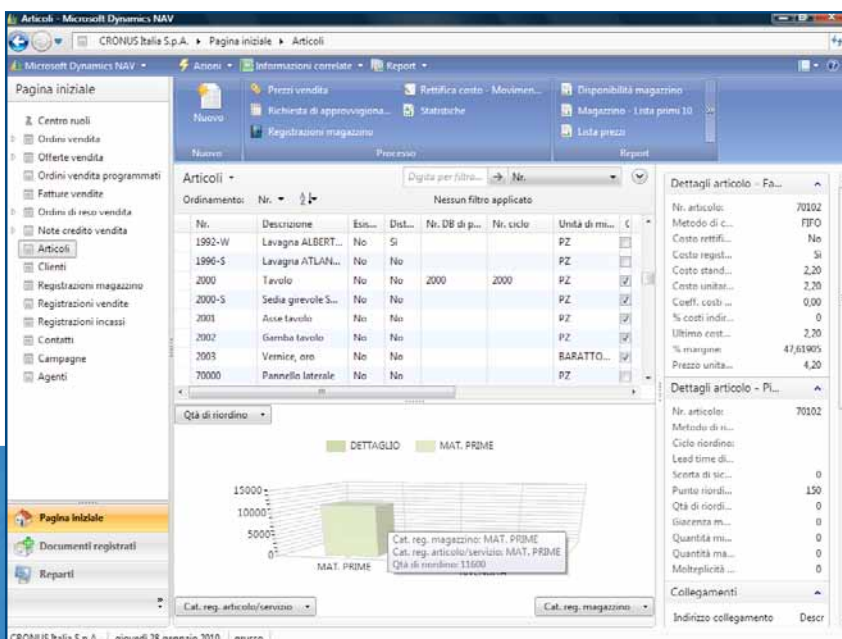 Articoli - Microsoft Dynamics NAV
CRONUS Italia S.p.A. ▸ Pagina iniziale ▸ Articoli
Microsoft Dynamics NAV Azioni Informazioni correlate Report
Pagina iniziale
Centro ruoli
Ordini vendita
Offerte vendita
Ordini vendita programmati
Fatture vendite
Ordini di reso vendita
Note credito vendita
Articoli
Clienti
Registrazioni magazzino
Registrazioni vendite
Registrazioni incassi
Contatti
Campagne
Agenti
Pagina iniziale
Documenti registrati
Reparti
Nuovo
Nuovo
Prezzi vendita
Richiesta di approvvigiona...
Registrazioni magazzino
Rettifica costo - Movimen...
Statistiche
Processo
Disponibilità magazzino
Magazzino - Lista primi 10
Lista prezzi
Report
Articoli Digita per filtra... Nr.
Ordinamento: Nr. Nessun filtro applicato
Nr. Descrizione Esis... Dist... Nr. DB di p... Nr. ciclo Unità di mi... C
1992-W Lavagna ALBERT... No Sì PZ
1996-S Lavagna ATLAN... No No PZ
2000 Tavolo No No 2000 2000 PZ
2000-S Sedia girevole S... No No PZ
2001 Asse tavolo No No PZ
2002 Gamba tavolo No No PZ
2003 Vernice, oro No No BARATTO...
70000 Pannello laterale No No PZ
Qtà di riordino
DETTAGLIO MAT. PRIME
15000
10000
5000
0
MAT. PRIME
Cat. reg. magazzino: MAT. PRIME
Cat. reg. articolo/servizio: MAT. PRIME
Qtà di riordino: 11600
Cat. reg. articolo/servizio Cat. reg. magazzino
Dettagli articolo - Fa...
Nr. articolo: 70102
Metodo di c... FIFO
Costo rettifi... No
Costo regist... Sì
Costo stand... 2,20
Costo unitar... 2,20
Coeff. costi ... 0,00
% costi indir... 0
Ultimo cost... 2,20
% margine: 47,61905
Prezzo unita... 4,20
Dettagli articolo - Pi...
Nr. articolo: 70102
Metodo di ri...
Ciclo riordino:
Lead time di...
Scorta di sic... 0
Punto riordi... 150
Qtà di riordi... 0
Giacenza m... 0
Quantità mi... 0
Quantità ma... 0
Molteplicità ... 0
Collegamenti
Indirizzo collegamento Descr
CRONUS Italia S.p.A. giovedì 28 gennaio 2010